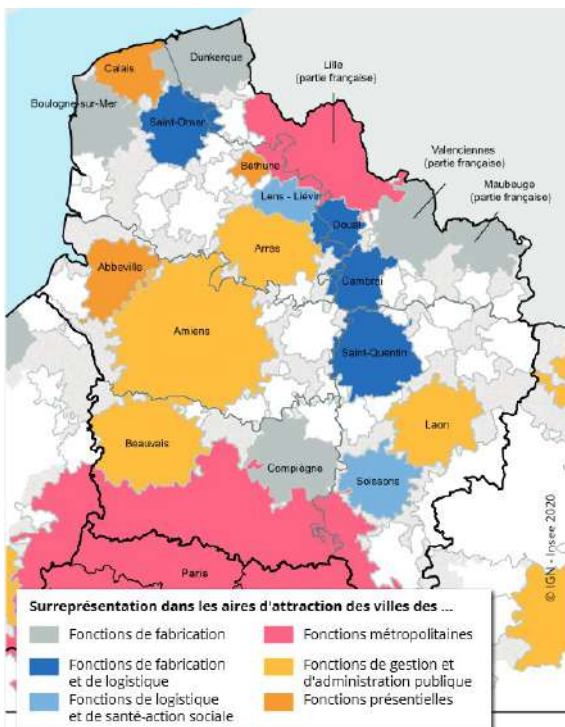 Dunkerque
Calais
Lille
(partie française)
Boulogne-sur-Mer
Saint-Omer
Valenciennes
(partie française)
Béthune
Maubeuge
(partie française)
Lens - Liévin
Douai
Arras
Abbeville
Cambrai
Amiens
Saint-Quentin
Laon
Beauvais
Compiègne
Soissons
Paris
© IGN - Insee 2020
Surreprésentation dans les aires d'attraction des villes des ...
Fonctions de fabrication
Fonctions métropolitaines
Fonctions de fabrication
et de logistique
Fonctions de gestion et
d'administration publique
Fonctions de logistique
et de santé-action sociale
Fonctions présentielles